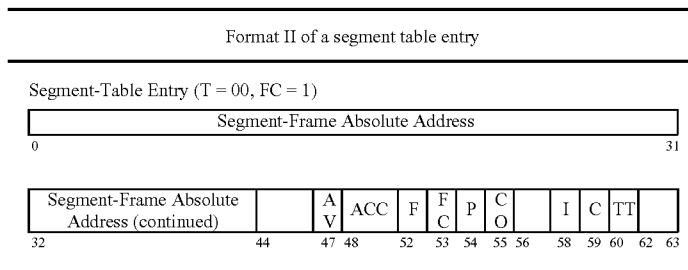 Format II of a segment table entry
Segment-Table Entry (T = 00, FC = 1)
Segment-Frame Absolute Address
0 31
Segment-Frame Absolute
Address (continued)
A
V
ACC
F
F
C
P
C
O
I
C
TT
32 44 47 48 52 53 54 55 56 58 59 60 62 63